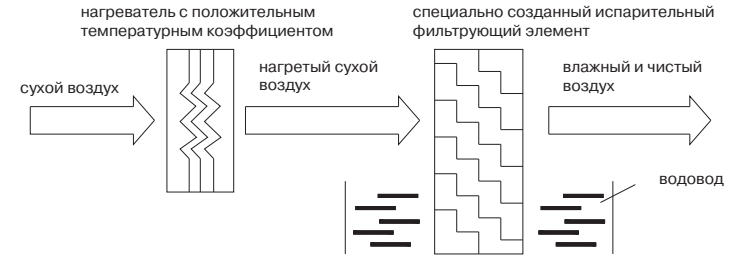 нагреватель с положительным
температурным коэффициентом
специально созданный испарительный
фильтрующий элемент
сухой воздух
нагретый сухой
воздух
влажный и чистый
воздух
водовод